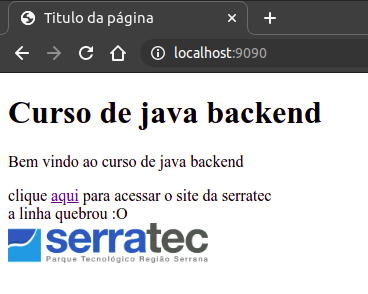 Titulo da página
localhost:9090
Curso de java backend
Bem vindo ao curso de java backend
clique aqui para acessar o site da serratec
a linha quebrou :O
serratec
Parque Tecnológico Região Serrana